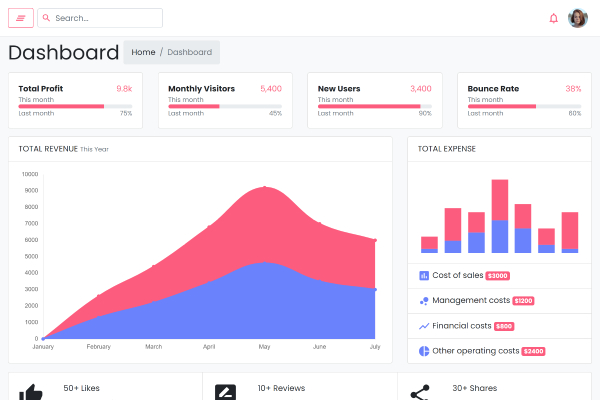 Search...
Dashboard
Home / Dashboard
Total Profit 9.8k
This month
Last month 75%
Monthly Visitors 5,400
This month
Last month 45%
New Users 3,400
This month
Last month 90%
Bounce Rate 38%
This month
Last month 60%
TOTAL REVENUE This Year
10000
9000
8000
7000
6000
5000
4000
3000
2000
1000
0
January February March April May June July
TOTAL EXPENSE
Cost of sales $3000
Management costs $1200
Financial costs $800
Other operating costs $2400
50+ Likes
10+ Reviews
30+ Shares